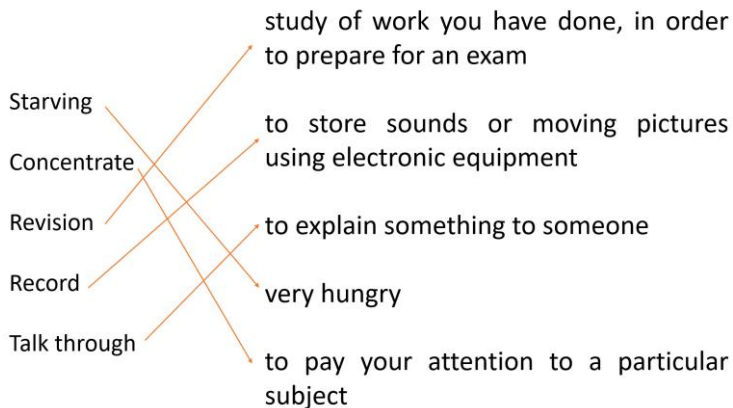 Starving
Concentrate
Revision
Record
Talk through
study of work you have done, in order
to prepare for an exam
to store sounds or moving pictures
using electronic equipment
to explain something to someone
very hungry
to pay your attention to a particular
subject